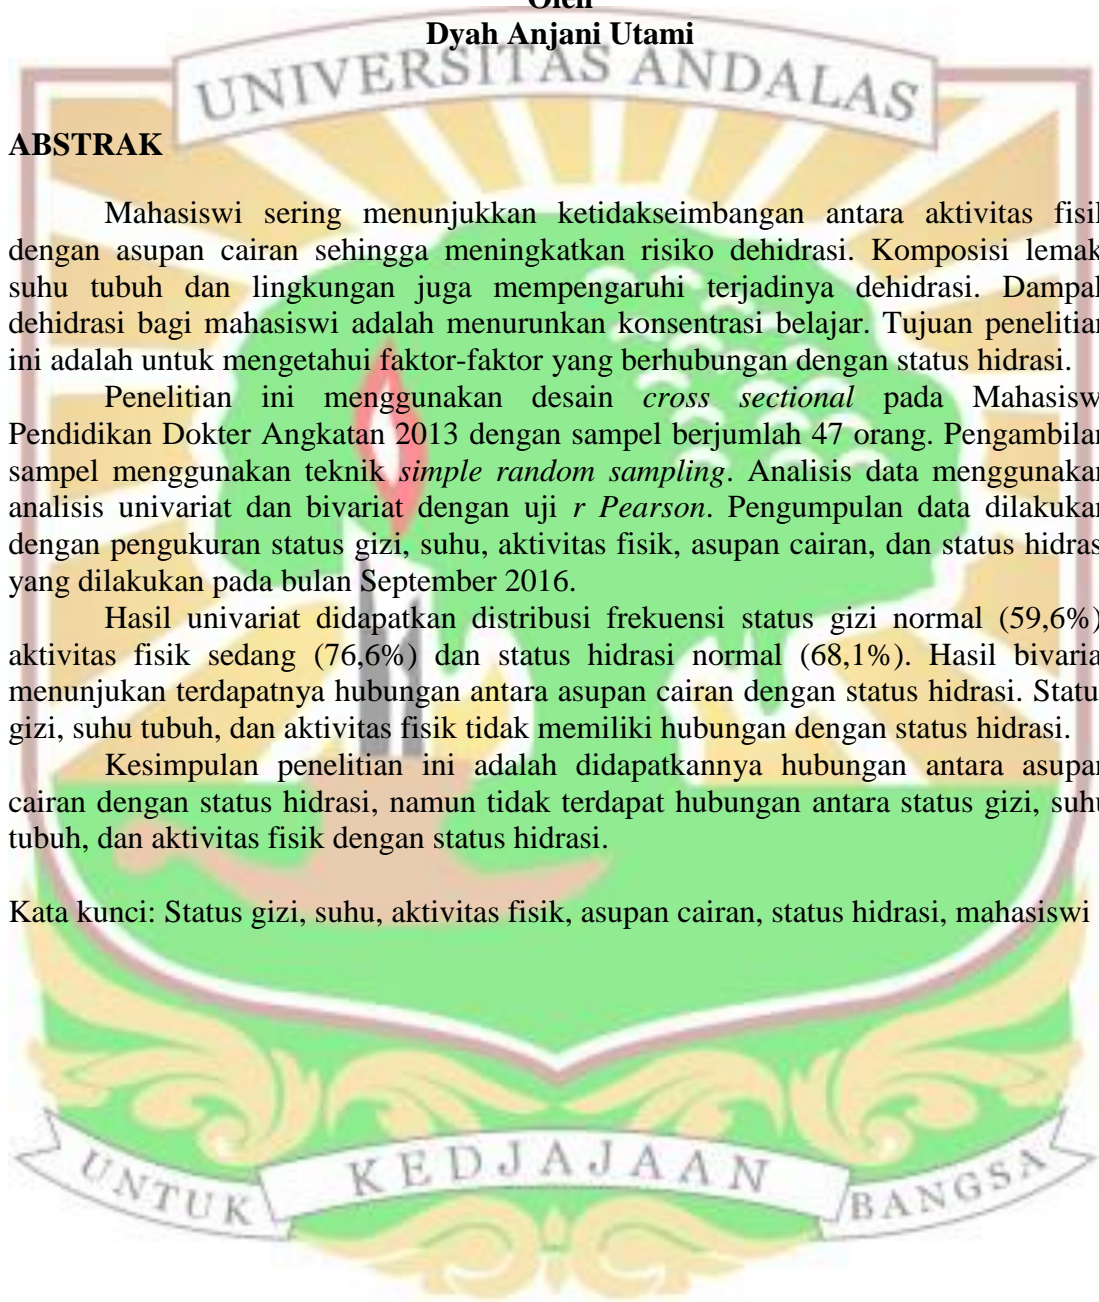 Oleh
Dyah Anjani Utami
UNIVERSITAS ANDALAS
ABSTRAK
Mahasiswi sering menunjukkan ketidakseimbangan antara aktivitas fisik
dengan asupan cairan sehingga meningkatkan risiko dehidrasi. Komposisi lemak
suhu tubuh dan lingkungan juga mempengaruhi terjadinya dehidrasi. Dampak
dehidrasi bagi mahasiswi adalah menurunkan konsentrasi belajar. Tujuan penelitian
ini adalah untuk mengetahui faktor-faktor yang berhubungan dengan status hidrasi.
Penelitian ini menggunakan desain cross sectional pada Mahasisw
Pendidikan Dokter Angkatan 2013 dengan sampel berjumlah 47 orang. Pengambilan
sampel menggunakan teknik simple random sampling. Analisis data menggunakan
analisis univariat dan bivariat dengan uji r Pearson. Pengumpulan data dilakukan
dengan pengukuran status gizi, suhu, aktivitas fisik, asupan cairan, dan status hidras
yang dilakukan pada bulan September 2016.
Hasil univariat didapatkan distribusi frekuensi status gizi normal (59,6%)
aktivitas fisik sedang (76,6%) dan status hidrasi normal (68,1%). Hasil bivaria
menunjukan terdapatnya hubungan antara asupan cairan dengan status hidrasi. Statu
gizi, suhu tubuh, dan aktivitas fisik tidak memiliki hubungan dengan status hidrasi.
Kesimpulan penelitian ini adalah didapatkannya hubungan antara asupan
cairan dengan status hidrasi, namun tidak terdapat hubungan antara status gizi, suhu
tubuh, dan aktivitas fisik dengan status hidrasi.
Kata kunci: Status gizi, suhu, aktivitas fisik, asupan cairan, status hidrasi, mahasiswi
UNTUK KEDJAJAAN BANGSA